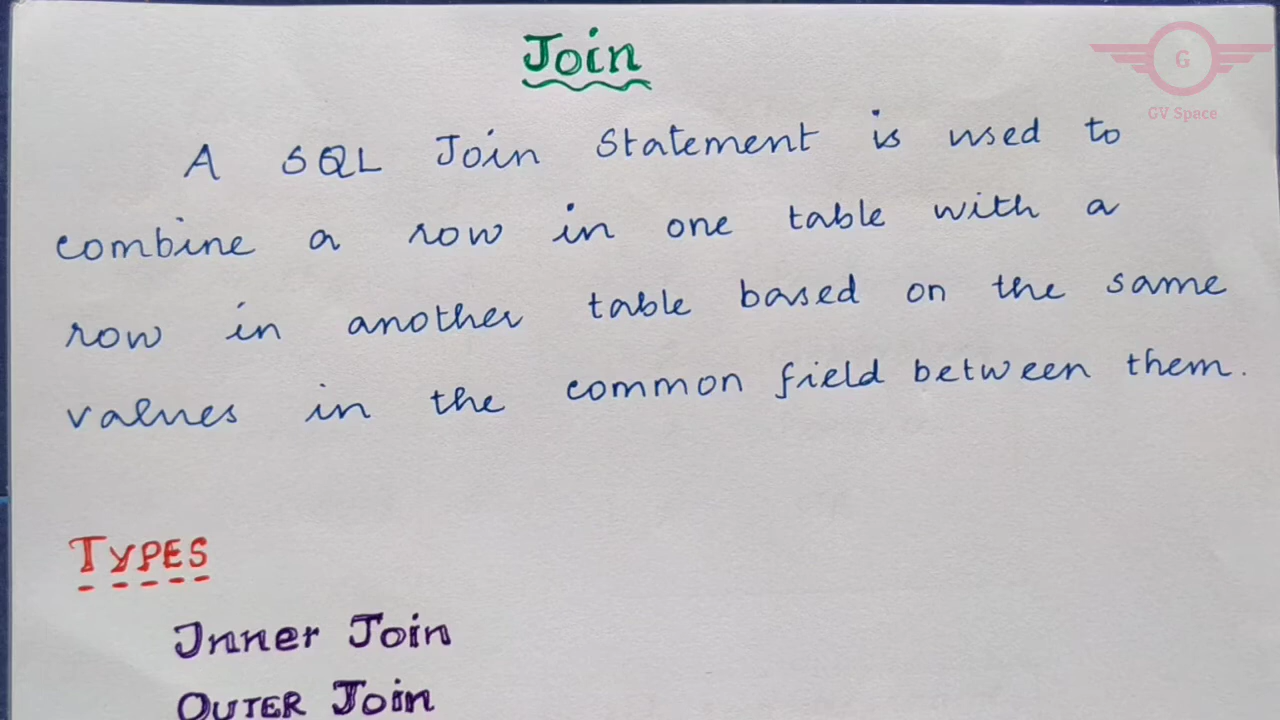 Join
G
GV Space
A SQL Join Statement is used to
combine a row in one table with a
row in another table based on the same
values in the common field between them.
TYPES
Inner Join
OUTER Join